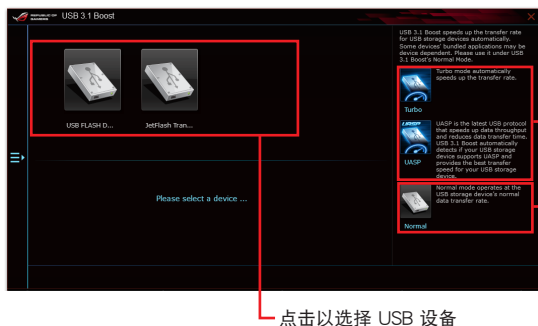 REPUBLIC OF
GAMERS
USB 3.1 Boost
USB FLASH D...
JetFlash Tran...
Please select a device ...
USB 3.1 Boost speeds up the transfer rate
for USB storage devices automatically.
Some devices' bundled applications may be
device dependent. Please use it under USB
3.1 Boost's Normal Mode.
Turbo mode automatically
speeds up the transfer rate.
Turbo
UASP is the latest USB protocol
that speeds up data throughput
and reduces data transfer time.
USB 3.1 Boost automatically
detects if your USB storage
device supports UASP and
provides the best transfer
speed for your USB storage
device.
UASP
Normal mode operates at the
USB storage device's normal
data transfer rate.
Normal
点击以选择 USB 设备